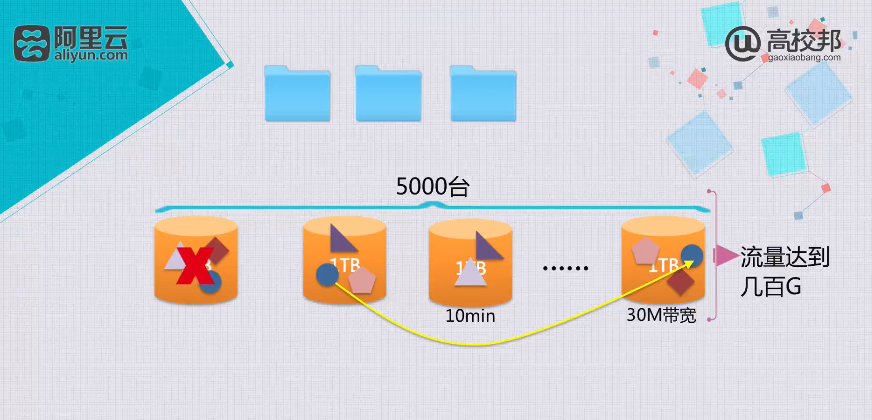 阿里云
aliyun.com
高校邦
gaoxiaobang.com
5000台
1TB
1TB
1TB
······
流量达到
几百G
10min
30M带宽